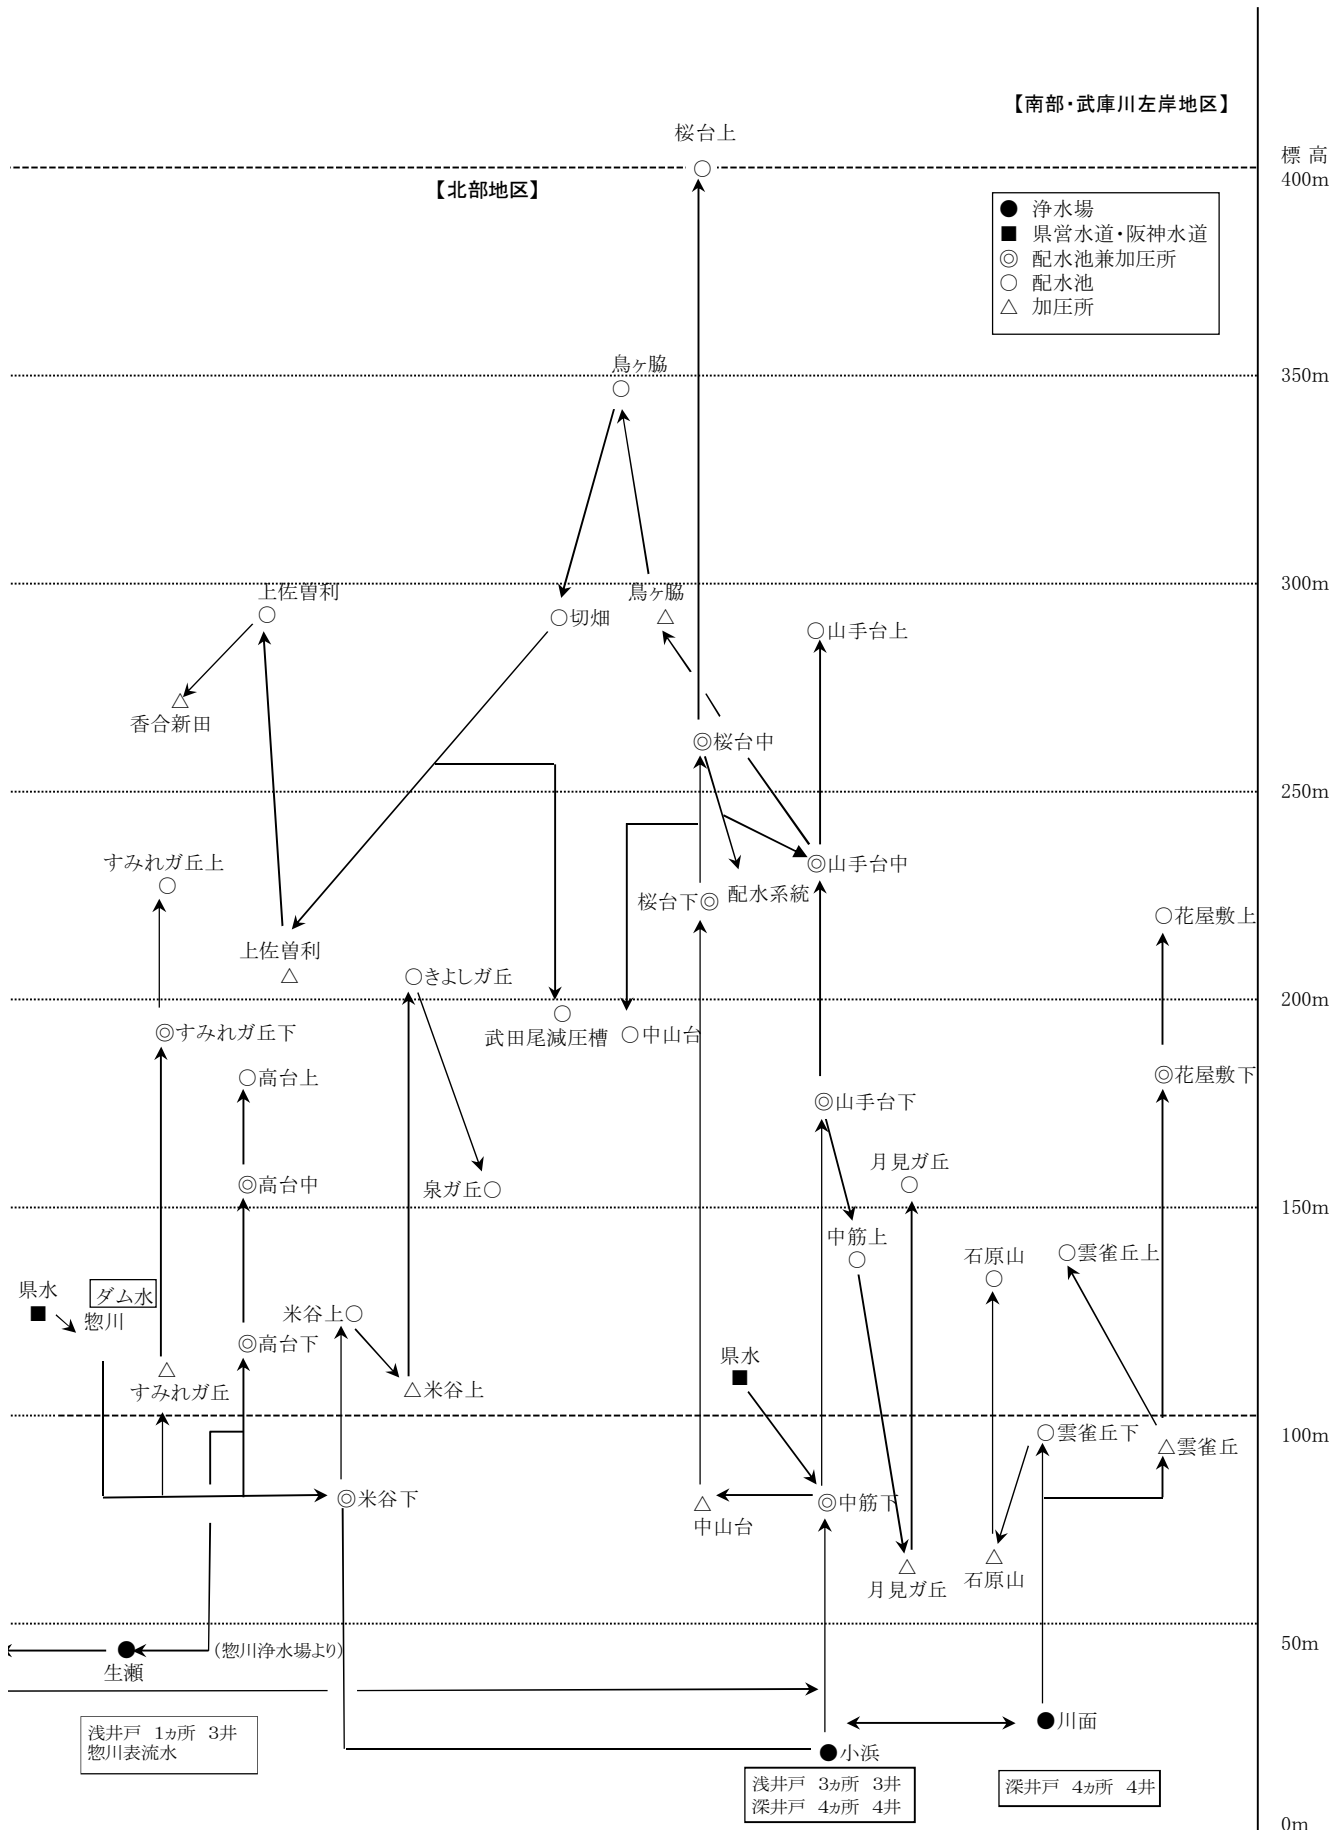 【南部・武庫川左岸地区】
桜台上
標 高
400m
【北部地区】
● 浄水場
■ 県営水道・阪神水道
◎ 配水池兼加圧所
○ 配水池
△ 加圧所
鳥ヶ脇
350m
300m
上佐曽利
鳥ヶ脇
○切畑
○山手台上
香合新田
◎桜台中
250m
すみれガ丘上
◎山手台中
配水系統
桜台下◎
○花屋敷上
上佐曽利
○きよしガ丘
200m
武田尾減圧槽
○中山台
◎すみれガ丘下
○高台上
◎花屋敷下
◎山手台下
月見ガ丘
◎高台中
泉ガ丘○
150m
中筋上
石原山
○雲雀丘上
県水
ダム水
惣川
米谷上○
◎高台下
県水
すみれガ丘
△米谷上
100m
○雲雀丘下
△雲雀丘
◎米谷下
◎中筋下
中山台
月見ガ丘
石原山
50m
(惣川浄水場より)
生瀬
浅井戸 1ヵ所 3井
惣川表流水
●川面
●小浜
浅井戸 3ヵ所 3井
深井戸 4ヵ所 4井
深井戸 4ヵ所 4井
0m